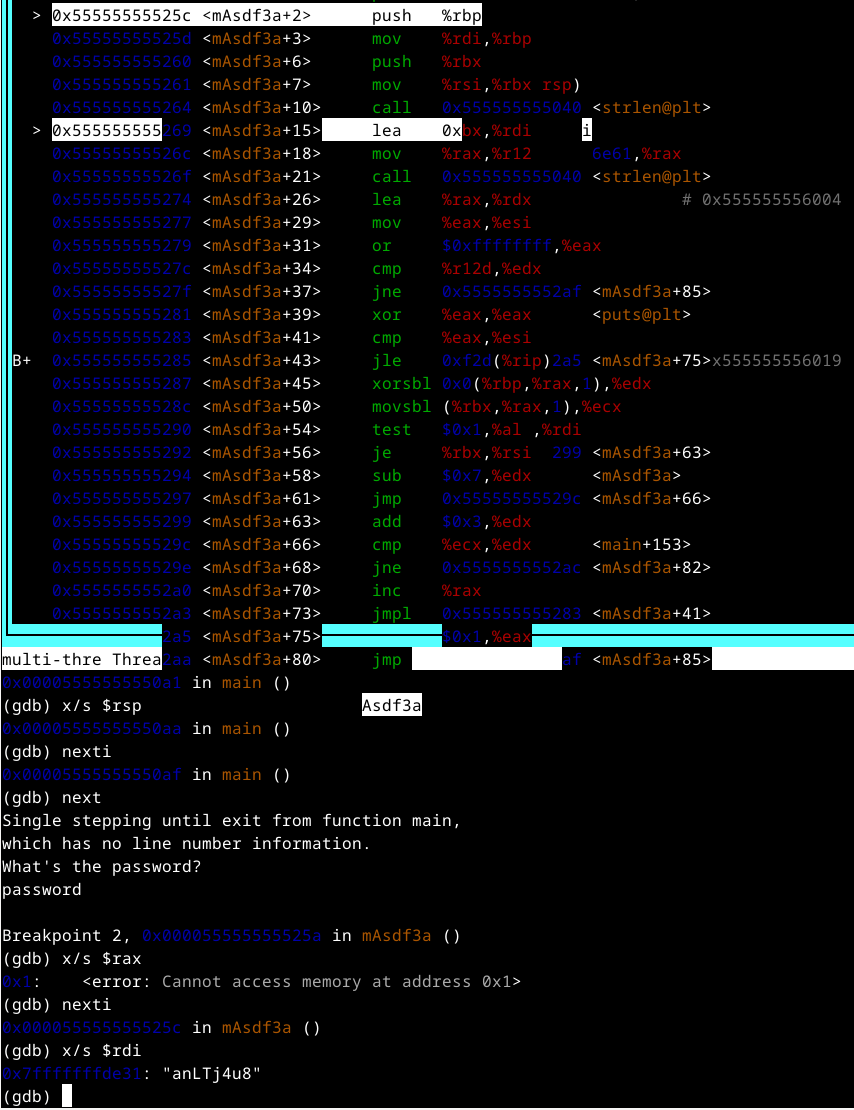 > 0x55555555525c <mAsdf3a+2> push %rbp
0x55555555525d <mAsdf3a+3> mov %rdi,%rbp
0x555555555260 <mAsdf3a+6> push %rbx
0x555555555261 <mAsdf3a+7> mov %rsi,%rbx rsp)
0x555555555264 <mAsdf3a+10> call 0x555555555040 <strlen@plt>
> 0x555555555269 <mAsdf3a+15> lea 0xbx,%rdi i
0x55555555526c <mAsdf3a+18> mov %rax,%r12 6e61,%rax
0x55555555526f <mAsdf3a+21> call 0x555555555040 <strlen@plt>
0x555555555274 <mAsdf3a+26> lea %rax,%rdx # 0x555555556004
0x555555555277 <mAsdf3a+29> mov %eax,%esi
0x555555555279 <mAsdf3a+31> or $0xffffffff,%eax
0x55555555527c <mAsdf3a+34> cmp %r12d,%edx
0x55555555527f <mAsdf3a+37> jne 0x5555555552af <mAsdf3a+85>
0x555555555281 <mAsdf3a+39> xor %eax,%eax <puts@plt>
0x555555555283 <mAsdf3a+41> cmp %eax,%esi
B+ 0x555555555285 <mAsdf3a+43> jle 0xf2d(%rip)2a5 <mAsdf3a+75>x555555556019
0x555555555287 <mAsdf3a+45> xorsbl 0x0(%rbp,%rax,1),%edx
0x55555555528c <mAsdf3a+50> movsbl (%rbx,%rax,1),%ecx
0x555555555290 <mAsdf3a+54> test $0x1,%al ,%rdi
0x555555555292 <mAsdf3a+56> je %rbx,%rsi 299 <mAsdf3a+63>
0x555555555294 <mAsdf3a+58> sub $0x7,%edx <mAsdf3a>
0x555555555297 <mAsdf3a+61> jmp 0x55555555529c <mAsdf3a+66>
0x555555555299 <mAsdf3a+63> add $0x3,%edx
0x55555555529c <mAsdf3a+66> cmp %ecx,%edx <main+153>
0x55555555529e <mAsdf3a+68> jne 0x5555555552ac <mAsdf3a+82>
0x5555555552a0 <mAsdf3a+70> inc %rax
0x5555555552a3 <mAsdf3a+73> jmpl 0x555555555283 <mAsdf3a+41>
2a5 <mAsdf3a+75> $0x1,%eax
multi-thre Threa2aa <mAsdf3a+80> jmp af <mAsdf3a+85>
0x00005555555550a1 in main ()
(gdb) x/s $rsp Asdf3a
0x00005555555550aa in main ()
(gdb) nexti
0x00005555555550af in main ()
(gdb) next
Single stepping until exit from function main,
which has no line number information.
What's the password?
password
Breakpoint 2, 0x000055555555525a in mAsdf3a ()
(gdb) x/s $rax
0x1: <error: Cannot access memory at address 0x1>
(gdb) nexti
0x000055555555525c in mAsdf3a ()
(gdb) x/s $rdi
0x7fffffffde31: "anLTj4u8"
(gdb)